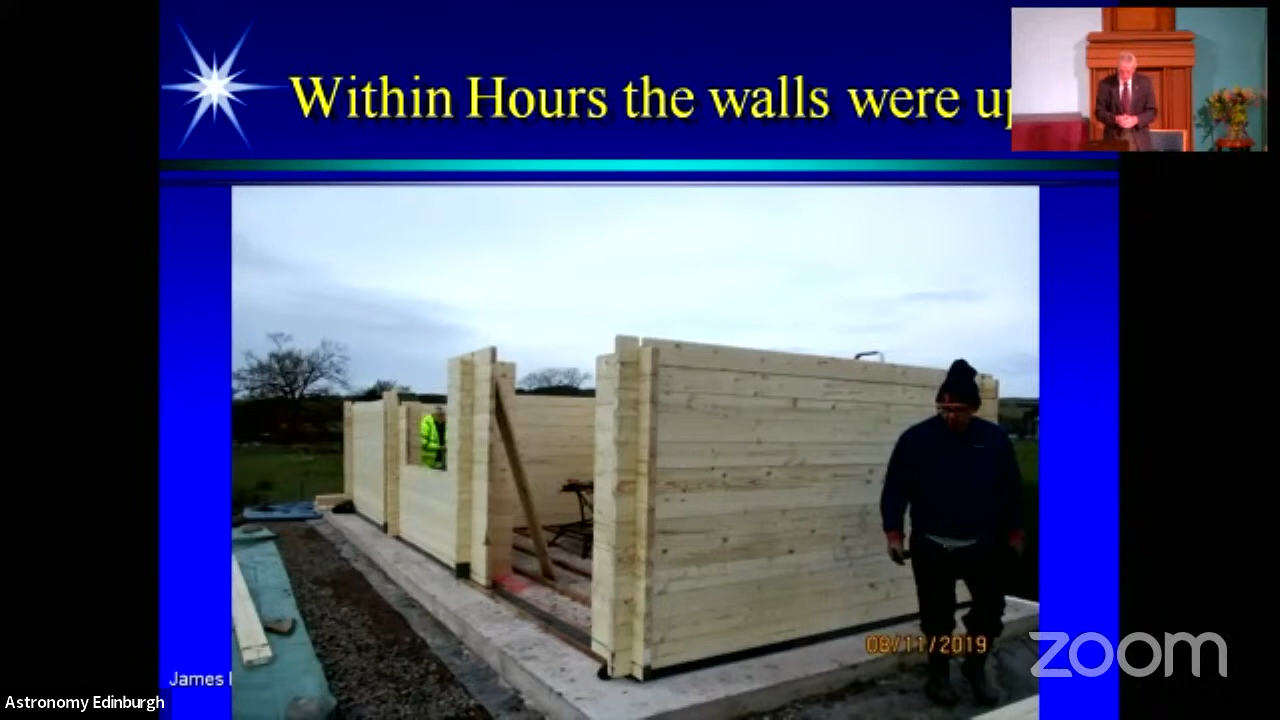 Within Hours the walls were up
08/11/2019
zoom
James
Astronomy Edinburgh